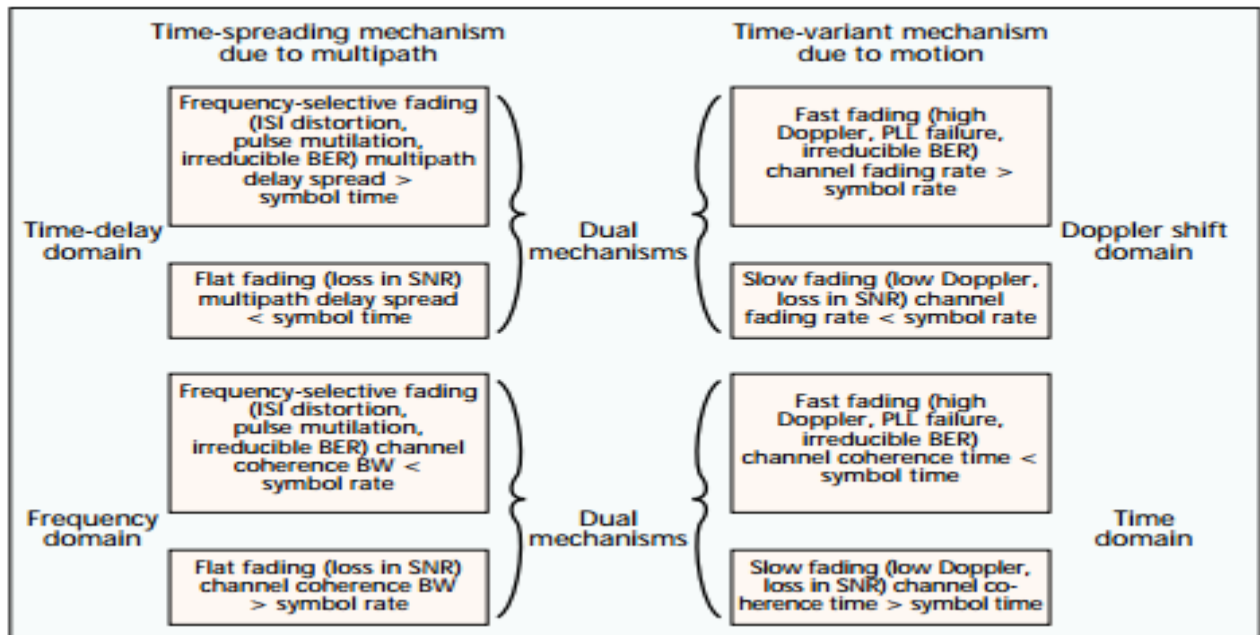 Time-spreading mechanism
due to multipath
Time-variant mechanism
due to motion
Frequency-selective fading
(ISI distortion,
pulse mutilation,
irreducible BER) multipath
delay spread >
symbol time
Fast fading (high
Doppler, PLL failure,
irreducible BER)
channel fading rate >
symbol rate
Time-delay
domain
Dual
mechanisms
Doppler shift
domain
Flat fading (loss in SNR)
multipath delay spread
< symbol time
Slow fading (low Doppler,
loss in SNR) channel
fading rate < symbol rate
Frequency-selective fading
(ISI distortion,
pulse mutilation,
irreducible BER) channel
coherence BW <
symbol rate
Fast fading (high
Doppler, PLL failure,
irreducible BER)
channel coherence time <
symbol time
Frequency
domain
Dual
mechanisms
Time
domain
Flat fading (loss in SNR)
channel coherence BW
> symbol rate
Slow fading (low Doppler,
loss in SNR) channel co-
herence time > symbol time